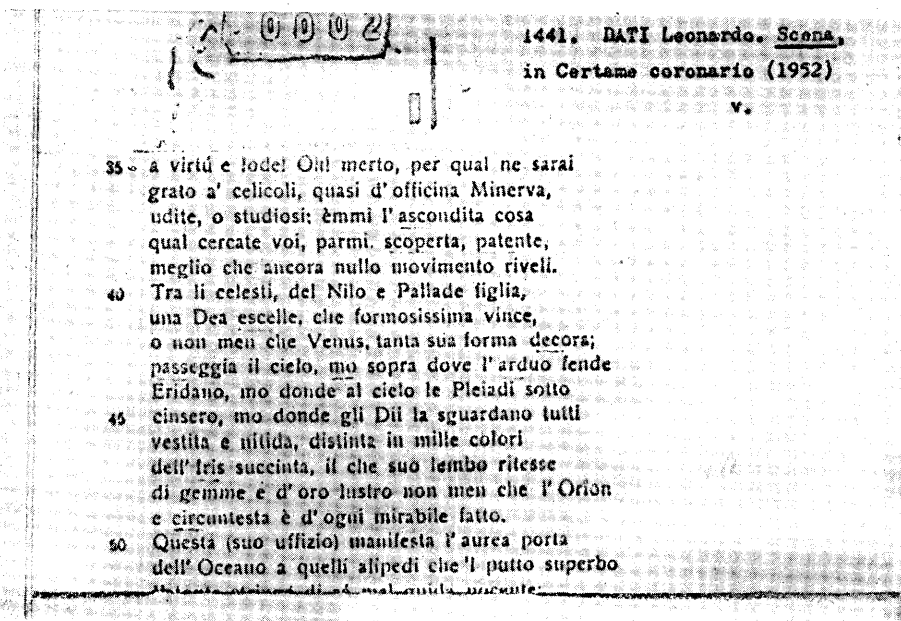 0002
1441. DATI Leonardo. Scena,
in Certame coronario (1952)
v.
35 a virtú e lode! Oh! merto, per qual ne sarai
grato a' celicoli, quasi d'officina Minerva,
udite, o studiosi: èmmi l'ascondita cosa
qual cercate voi, parmi, scoperta, patente,
meglio che ancora nullo movimento riveli.
40 Tra li celesti, del Nilo e Pallade figlia,
una Dea escelle, che formosissima vince,
o non men che Venus, tanta sua forma decora;
passeggia il cielo, mo sopra dove l'arduo fende
Eridano, mo donde al cielo le Pleiadi sotto
45 cinsero, mo donde gli Dii la sguardano tutti
vestita e nitida, distinta in mille colori
dell'Iris succinta, il che suo lembo ritesse
di gemme e d'oro lustro non men che l'Orion
e circuntesta è d'ogni mirabile fatto.
50 Questa (suo uffizio) manifesta l'aurea porta
dell'Oceano a quelli alipedi che 'l putto superbo
mal guida